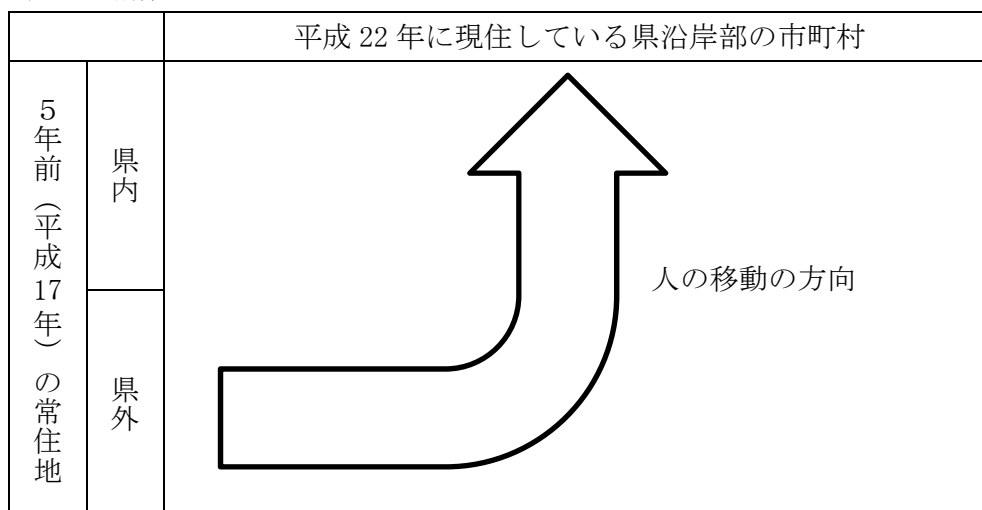 平成 22 年に現住している県沿岸部の市町村
５年前（平成17年）の常住地
県内
県外
人の移動の方向